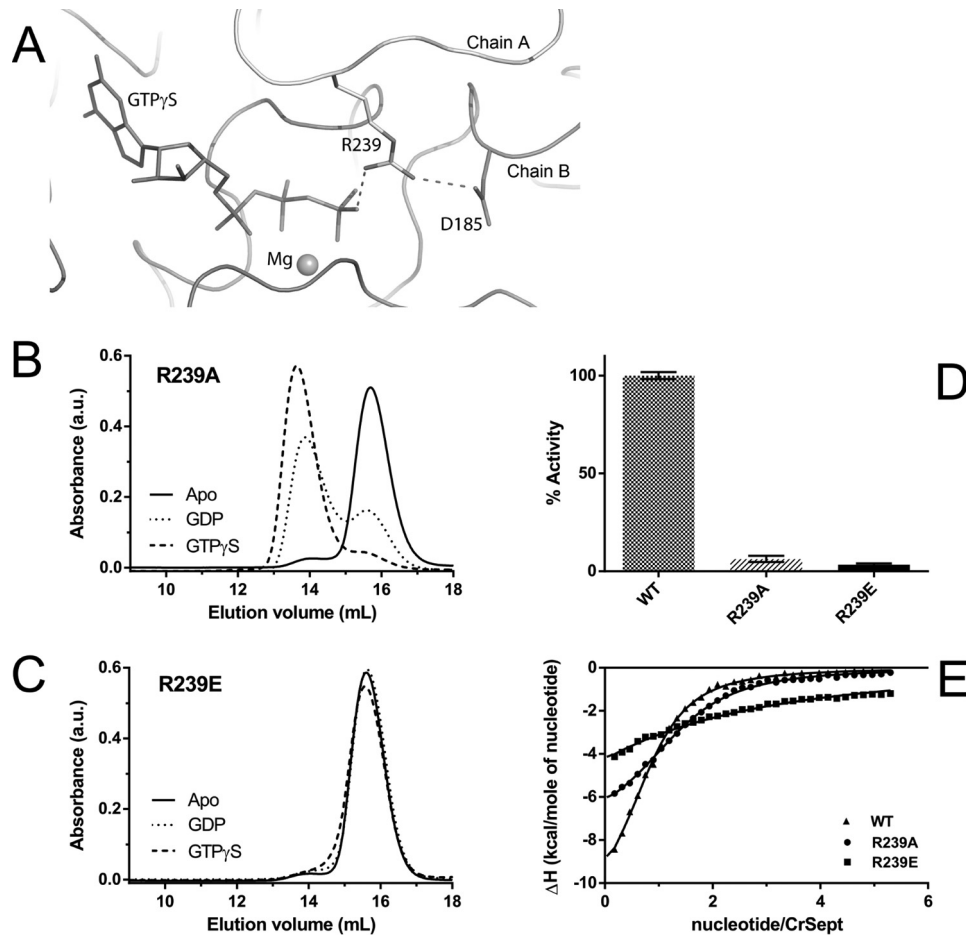 A
Chain A
GTPγS
R239
Chain B
D185
Mg
B
R239A
Absorbance (a.u.)
0.6
0.4
0.2
0.0
Apo
GDP
GTPγS
10 12 14 16 18
Elution volume (mL)
D
% Activity
100
50
0
WT
R239A
R239E
C
R239E
Absorbance (a.u.)
0.6
0.4
0.2
0.0
Apo
GDP
GTPγS
10 12 14 16 18
Elution volume (mL)
E
ΔH (kcal/mole of nucleotide)
0
-2
-4
-6
-8
-10
WT
R239A
R239E
0 2 4 6
nucleotide/CrSept